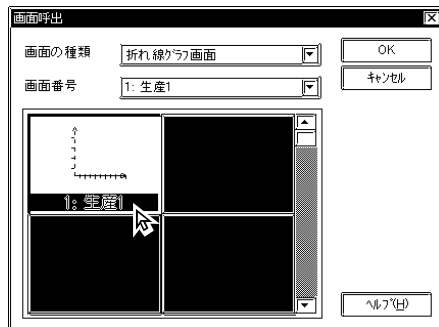 画面呼出
画面の種類 折れ線ｸﾞﾗﾌ画面
OK
画面番号 1: 生産1
ｷｬﾝｾﾙ
1: 生産1
ﾍﾙﾌﾟ(H)